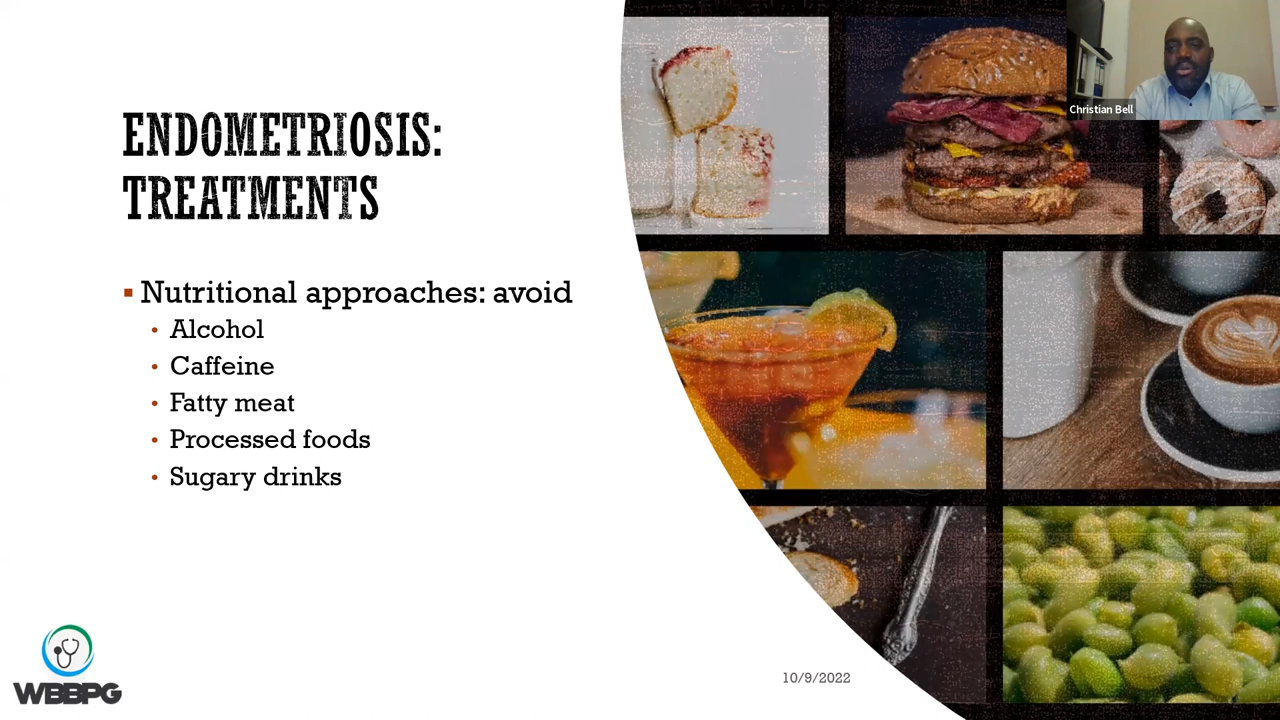 ENDOMETRIOSIS:
TREATMENTS
Nutritional approaches: avoid
Alcohol
Caffeine
Fatty meat
Processed foods
Sugary drinks
Christian Bell
WBBPG
10/9/2022